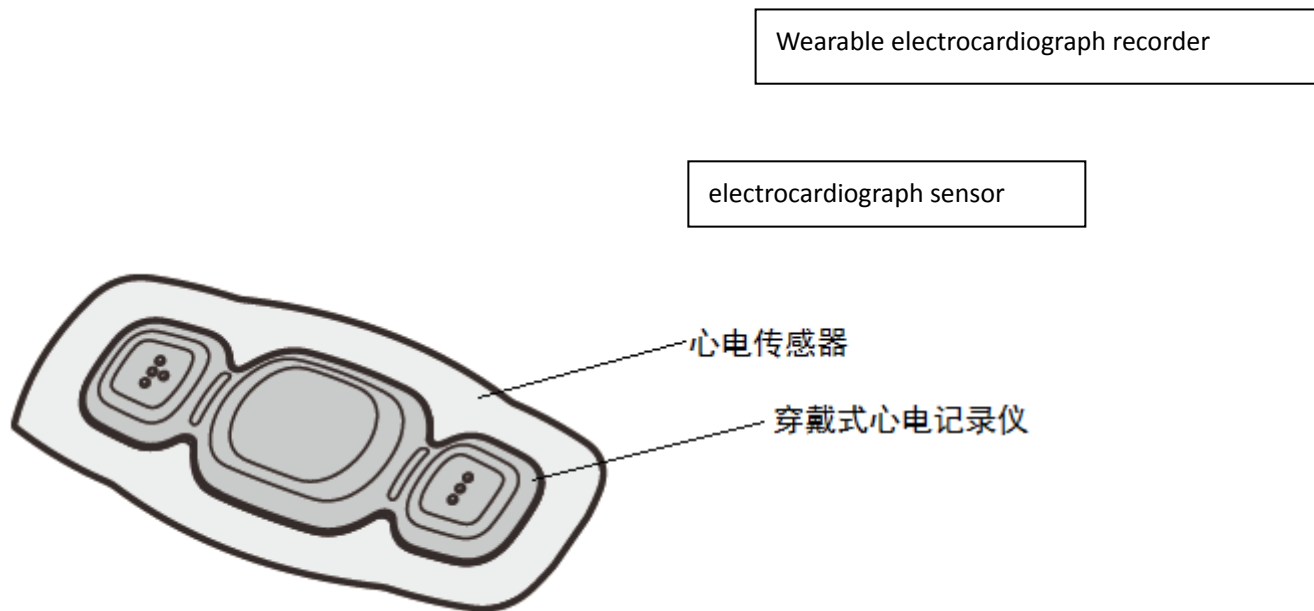 Wearable electrocardiograph recorder
electrocardiograph sensor
心电传感器
穿戴式心电记录仪